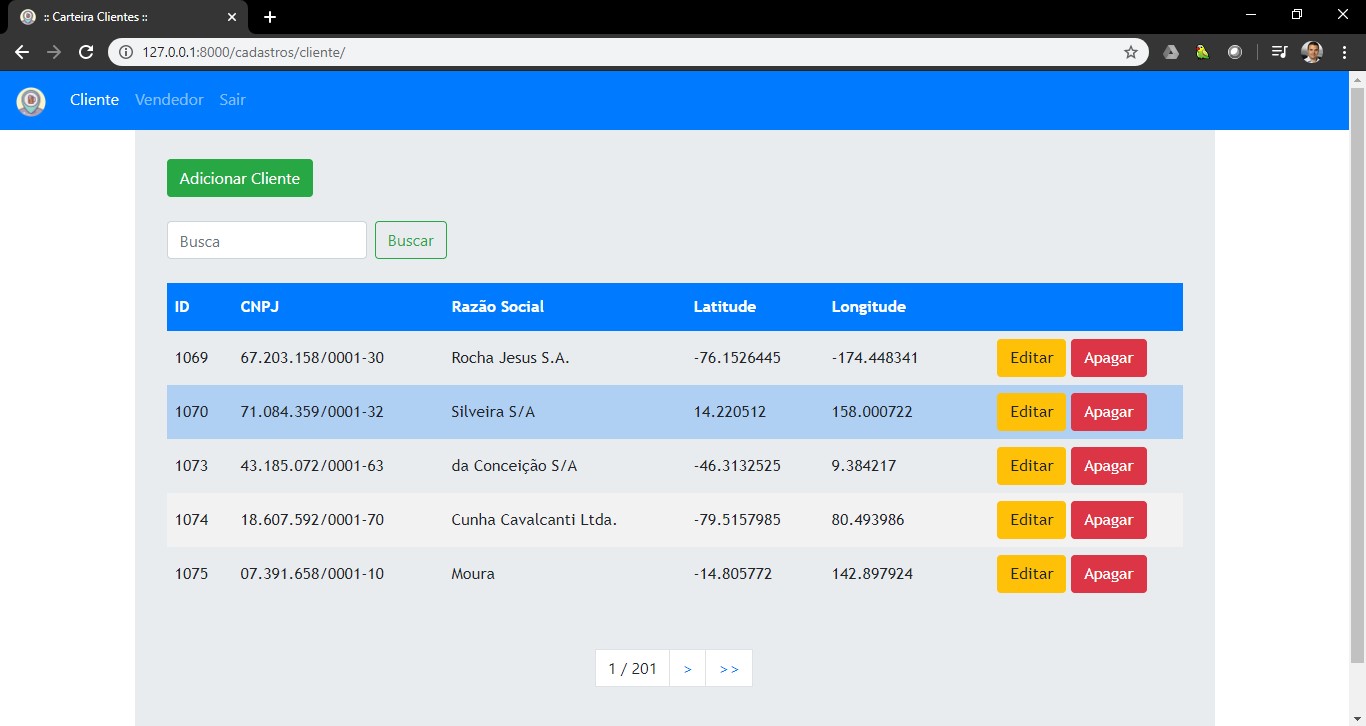 :: Carteira Clientes ::
127.0.0.1:8000/cadastros/cliente/
Cliente Vendedor Sair
Adicionar Cliente
Busca Buscar
ID CNPJ Razão Social Latitude Longitude
1069 67.203.158/0001-30 Rocha Jesus S.A. -76.1526445 -174.448341 Editar Apagar
1070 71.084.359/0001-32 Silveira S/A 14.220512 158.000722 Editar Apagar
1073 43.185.072/0001-63 da Conceição S/A -46.3132525 9.384217 Editar Apagar
1074 18.607.592/0001-70 Cunha Cavalcanti Ltda. -79.5157985 80.493986 Editar Apagar
1075 07.391.658/0001-10 Moura -14.805772 142.897924 Editar Apagar
1 / 201 > >>